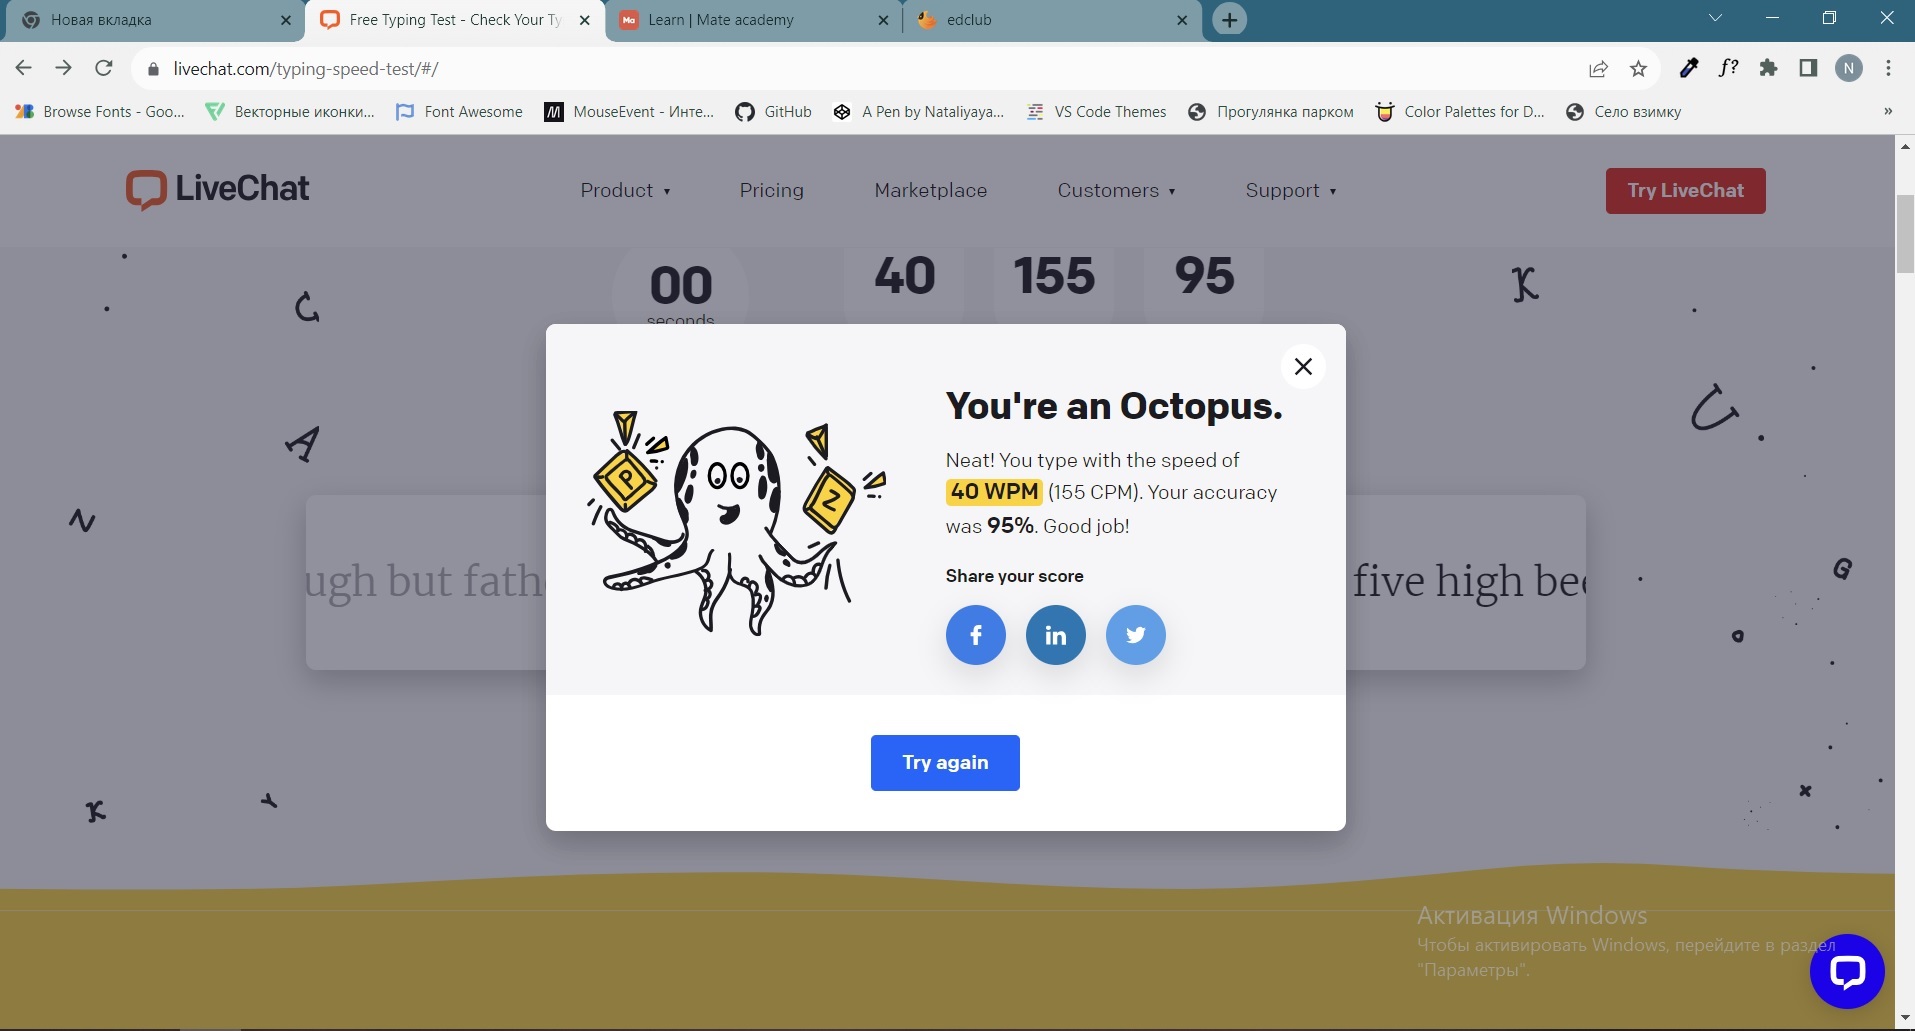 Новая вкладка
Free Typing Test - Check Your Ty
Learn | Mate academy
edclub
livechat.com/typing-speed-test/#/
f?
N
Browse Fonts - Goo...
Векторные иконки...
Font Awesome
MouseEvent - Инте...
GitHub
A Pen by Nataliyaya...
VS Code Themes
Прогулянка парком
Color Palettes for D...
Село взимку
»
LiveChat
Product
Pricing
Marketplace
Customers
Support
Try LiveChat
00
seconds
40
155
95
You're an Octopus.
Neat! You type with the speed of
40 WPM (155 CPM). Your accuracy
was 95%. Good job!
Share your score
P
Z
ugh but fath
five high bee
Try again
Активация Windows
Чтобы активировать Windows, перейдите в раздел
"Параметры".